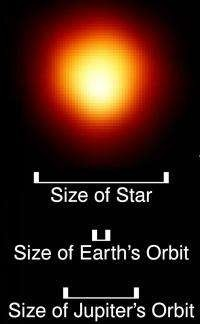 Size of Star
Size of Earth's Orbit
Size of Jupiter's Orbit